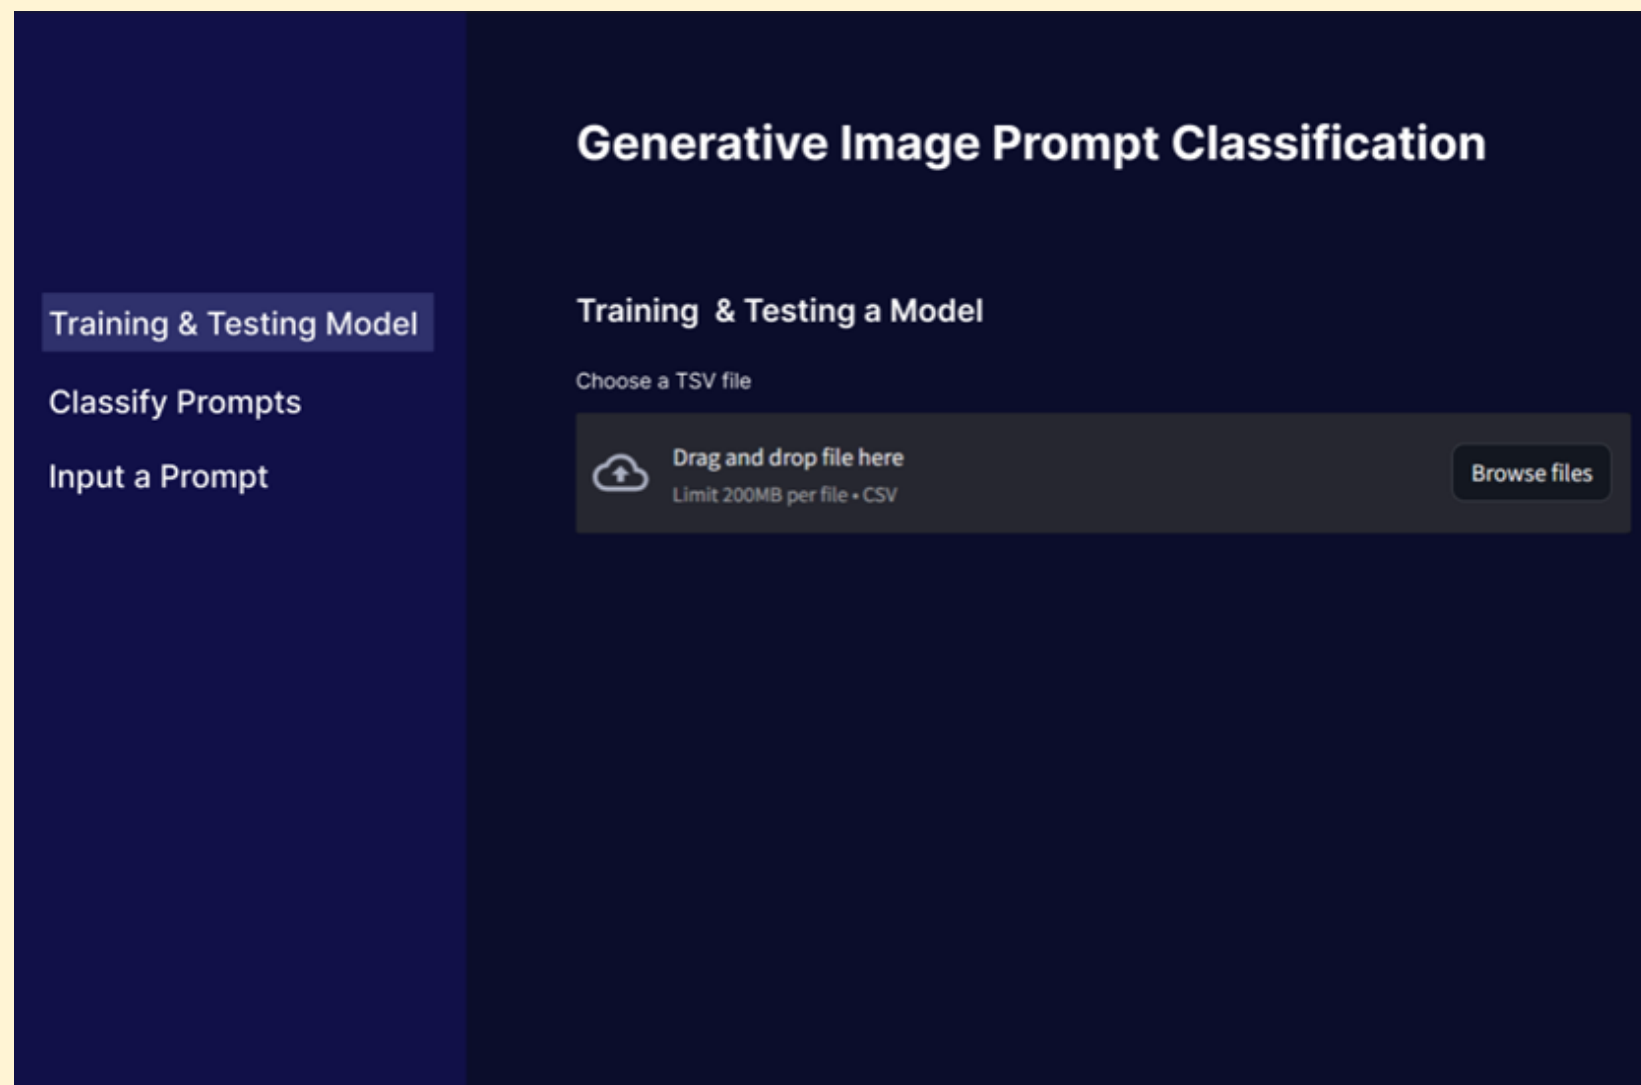 Generative Image Prompt Classification
Training & Testing Model
Classify Prompts
Input a Prompt
Training & Testing a Model
Choose a TSV file
Drag and drop file here
Limit 200MB per file • CSV
Browse files